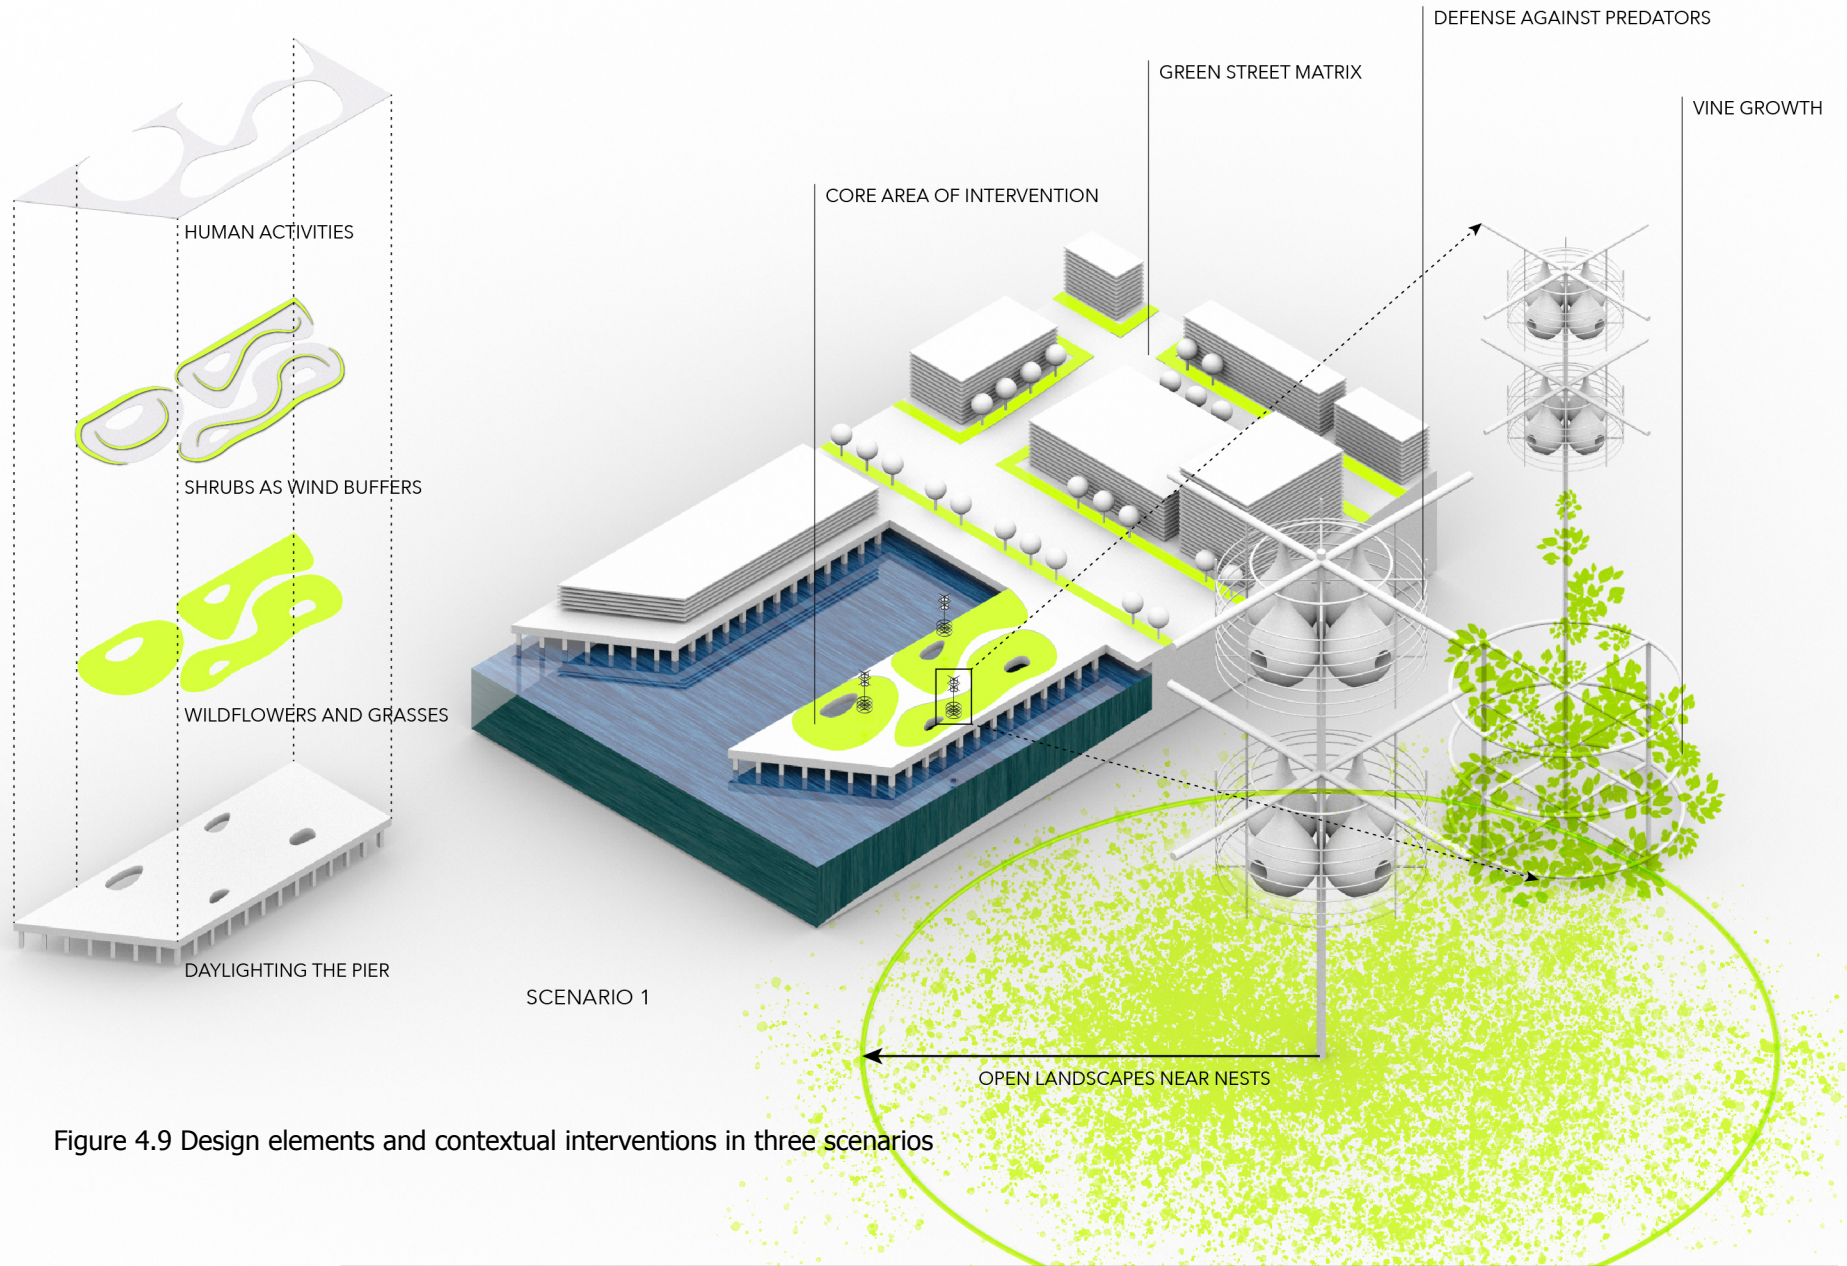 DEFENSE AGAINST PREDATORS
GREEN STREET MATRIX
VINE GROWTH
CORE AREA OF INTERVENTION
HUMAN ACTIVITIES
SHRUBS AS WIND BUFFERS
WILDFLOWERS AND GRASSES
DAYLIGHTING THE PIER
SCENARIO 1
OPEN LANDSCAPES NEAR NESTS
Figure 4.9 Design elements and contextual interventions in three scenarios